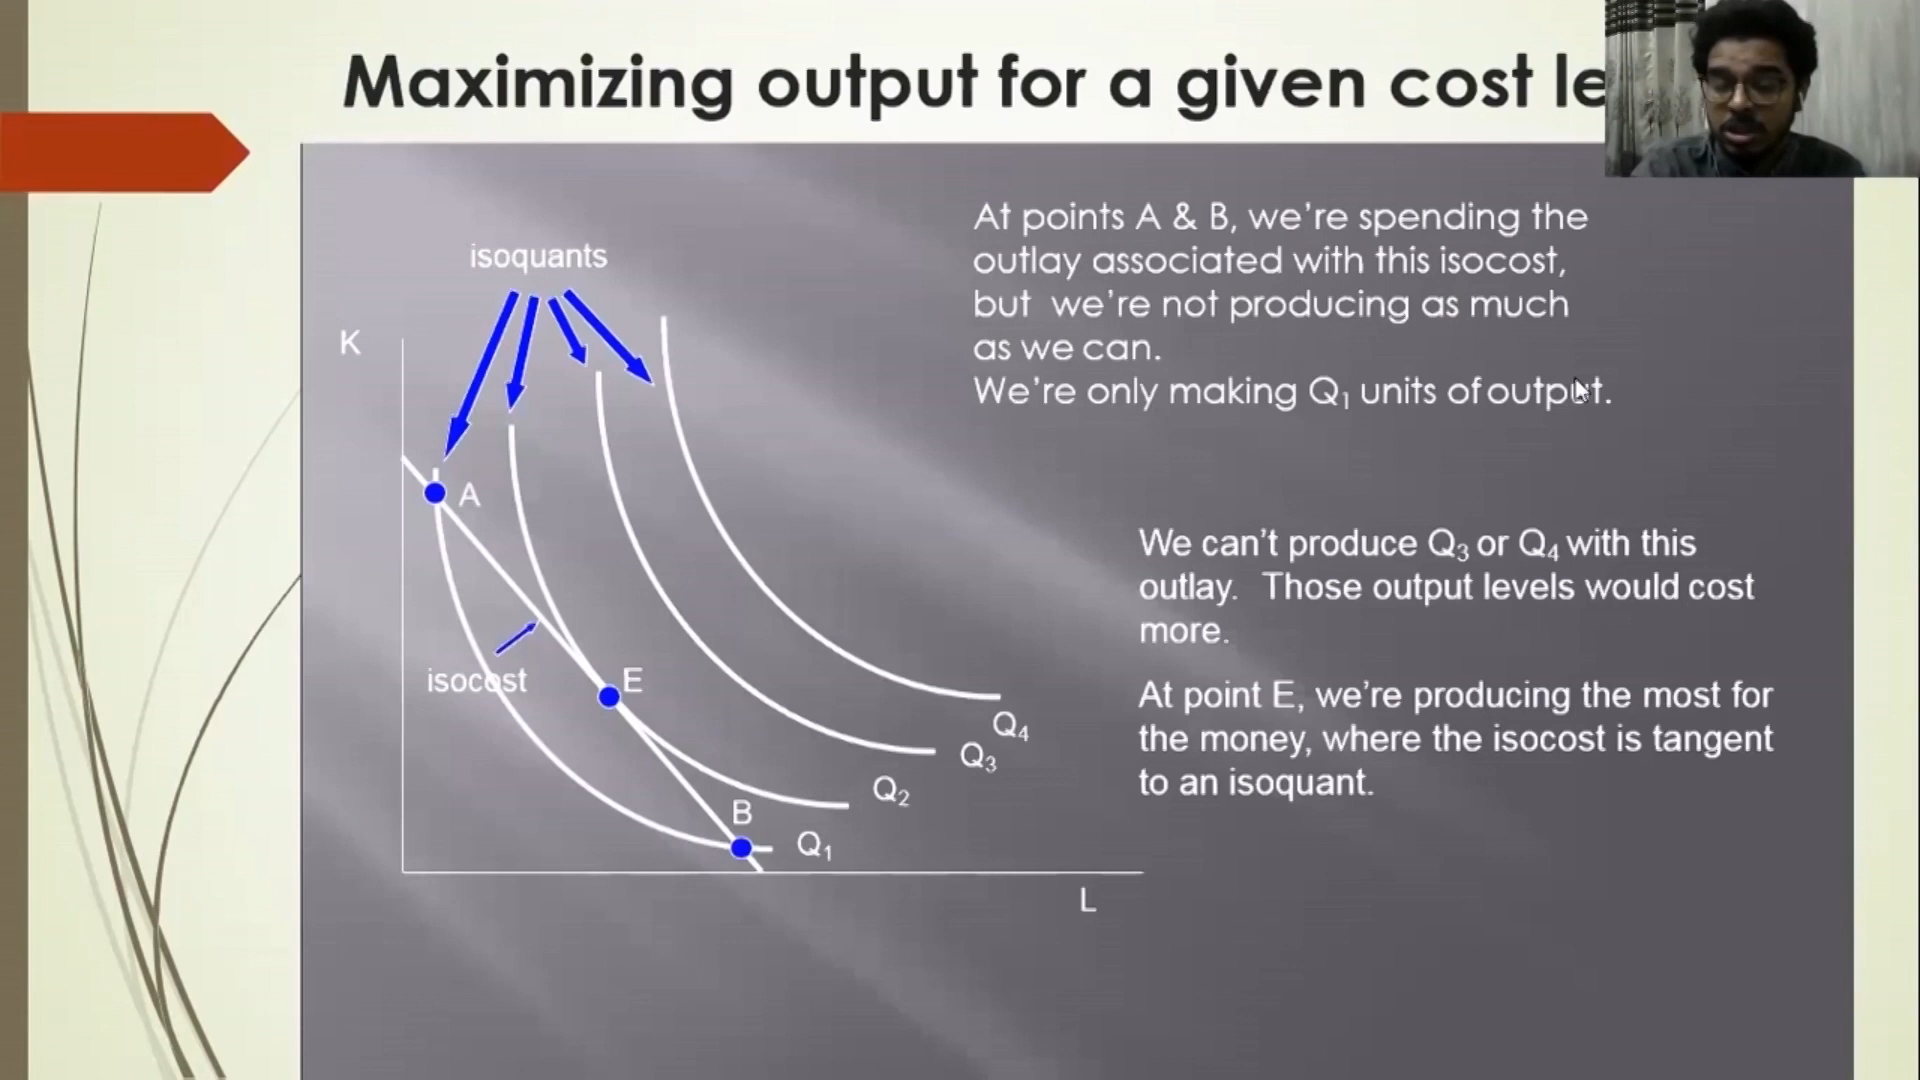 Maximizing output for a given cost le
At points A & B, we're spending the
outlay associated with this isocost,
but we're not producing as much
as we can.
We're only making Q₁ units of output.
isoquants
K
A
We can't produce Q₃ or Q₄ with this
outlay. Those output levels would cost
more.
isocost
E
At point E, we're producing the most for
the money, where the isocost is tangent
to an isoquant.
Q₄
Q₃
Q₂
B
Q₁
L